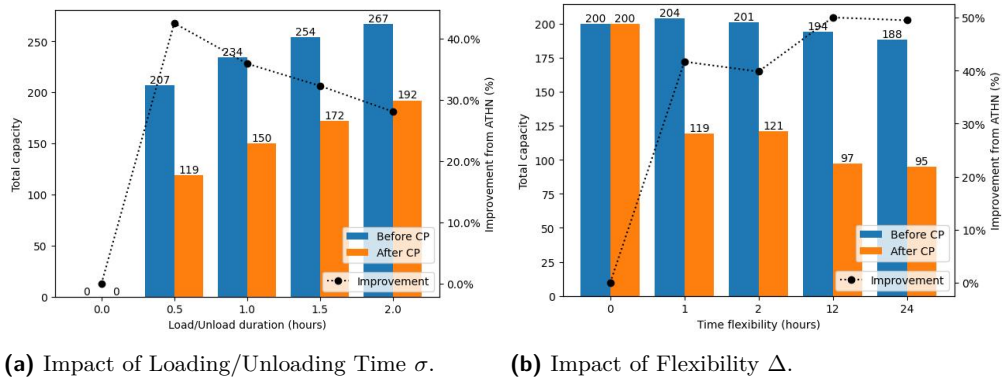 267
254
234
207
192
172
150
119
0 0
250
200
150
100
50
0
Total capacity
0.0 0.5 1.0 1.5 2.0
Load/Unload duration (hours)
40.0%
30.0%
20.0%
10.0%
0.0%
Improvement from ATHN (%)
Before CP
After CP
Improvement
(a) Impact of Loading/Unloading Time σ.
200 200 204 201 194 188
119 121 97 95
200
175
150
125
100
75
50
25
0
Total capacity
0 1 2 12 24
Time flexibility (hours)
50%
40%
30%
20%
10%
0%
Improvement from ATHN (%)
Before CP
After CP
Improvement
(b) Impact of Flexibility Δ.